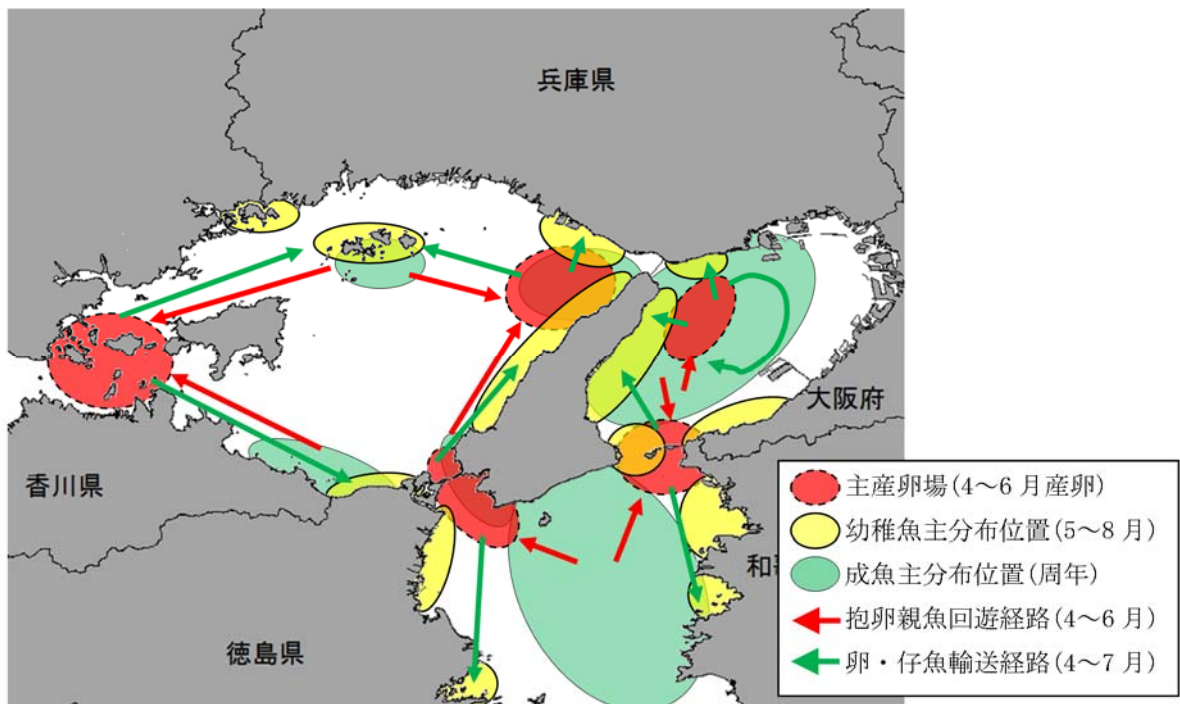 兵庫県
大阪府
香川県
和
徳島県
主産卵場(4～6 月産卵)
幼稚魚主分布位置(5～8 月)
成魚主分布位置(周年)
抱卵親魚回遊経路(4～6 月)
卵・仔魚輸送経路(4～7 月)